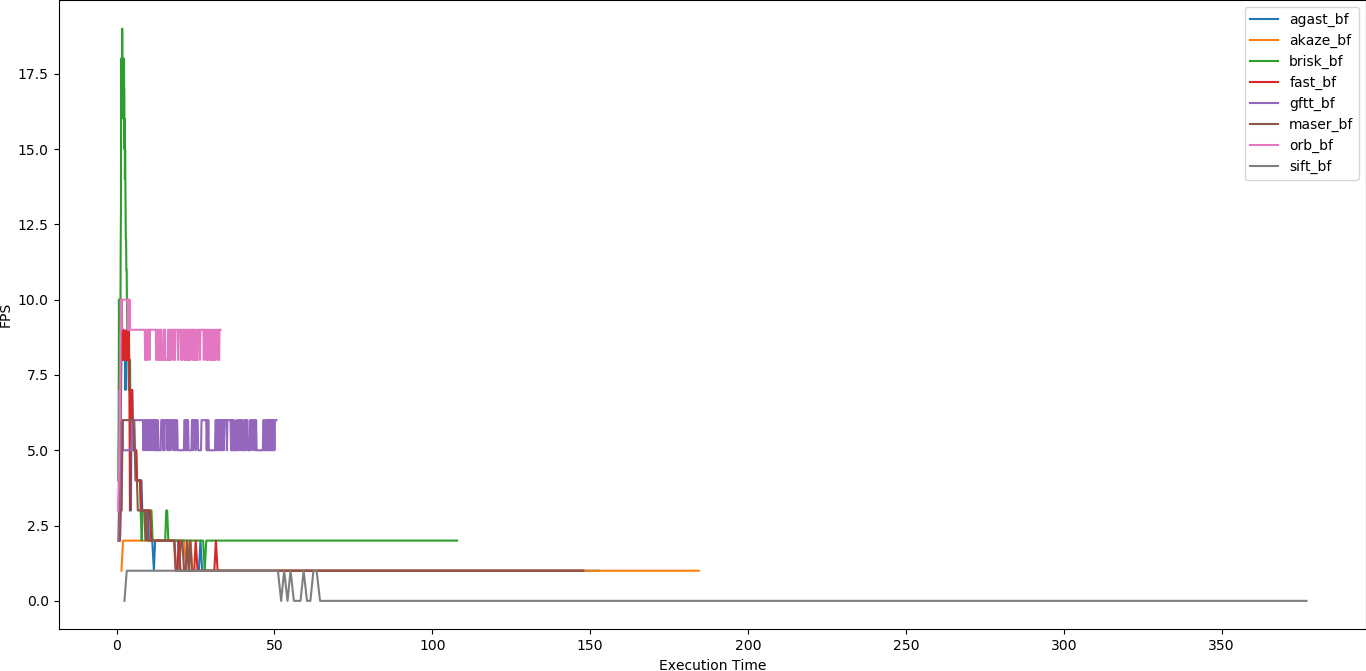 17.5
15.0
12.5
10.0
7.5
5.0
2.5
0.0
FPS
0
50
100
150
200
250
300
350
Execution Time
agast_bf
akaze_bf
brisk_bf
fast_bf
gftt_bf
maser_bf
orb_bf
sift_bf